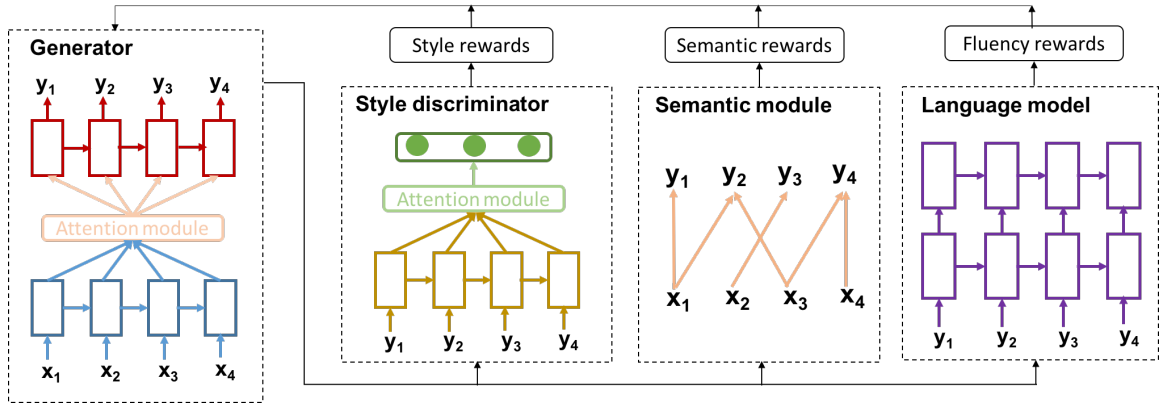 Style rewards
Semantic rewards
Fluency rewards
Generator
y₁ y₂ y₃ y₄
Attention module
x₁ x₂ x₃ x₄
Style discriminator
Attention module
y₁ y₂ y₃ y₄
Semantic module
y₁ y₂ y₃ y₄
x₁ x₂ x₃ x₄
Language model
y₁ y₂ y₃ y₄